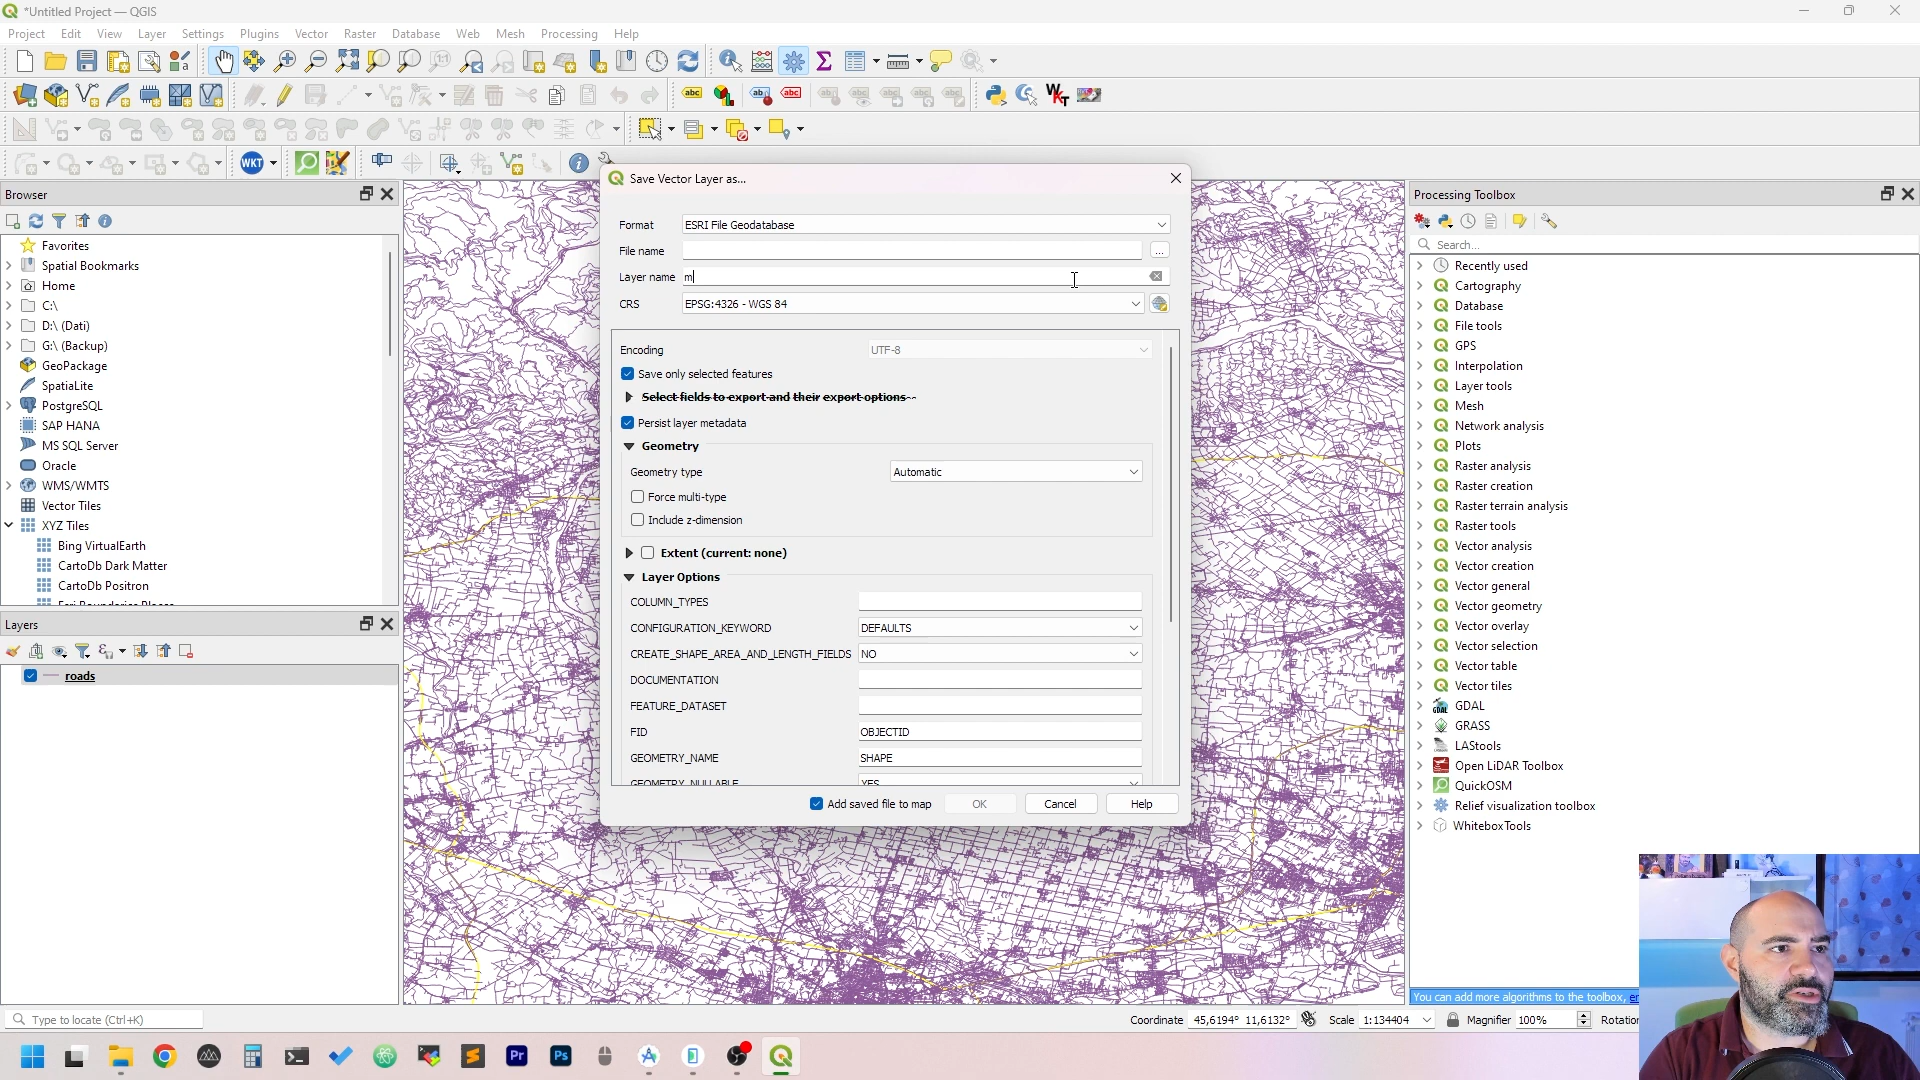 *Untitled Project — QGIS
Project Edit View Layer Settings Plugins Vector Raster Database Web Mesh Processing Help
Browser
Favorites
Spatial Bookmarks
Home
C:\
D:\ (Dati)
G:\ (Backup)
GeoPackage
SpatiaLite
PostgreSQL
SAP HANA
MS SQL Server
Oracle
WMS/WMTS
Vector Tiles
XYZ Tiles
Bing VirtualEarth
CartoDb Dark Matter
CartoDb Positron
Layers
roads
Save Vector Layer as...
Format ESRI File Geodatabase
File name
Layer name m
CRS EPSG:4326 - WGS 84
Encoding UTF-8
Save only selected features
Select fields to export and their export options
Persist layer metadata
Geometry
Geometry type Automatic
Force multi-type
Include z-dimension
Extent (current: none)
Layer Options
COLUMN_TYPES
CONFIGURATION_KEYWORD DEFAULTS
CREATE_SHAPE_AREA_AND_LENGTH_FIELDS NO
DOCUMENTATION
FEATURE_DATASET
FID OBJECTID
GEOMETRY_NAME SHAPE
GEOMETRY_NULLABLE YES
Add saved file to map OK Cancel Help
Processing Toolbox
Search...
Recently used
Cartography
Database
File tools
GPS
Interpolation
Layer tools
Mesh
Network analysis
Plots
Raster analysis
Raster creation
Raster terrain analysis
Raster tools
Vector analysis
Vector creation
Vector general
Vector geometry
Vector overlay
Vector selection
Vector table
Vector tiles
GDAL
GRASS
LAStools
Open LiDAR Toolbox
QuickOSM
Relief visualization toolbox
WhiteboxTools
You can add more algorithms to the toolbox,
Type to locate (Ctrl+K)
Coordinate 45,6194° 11,6132° Scale 1:134404 Magnifier 100%